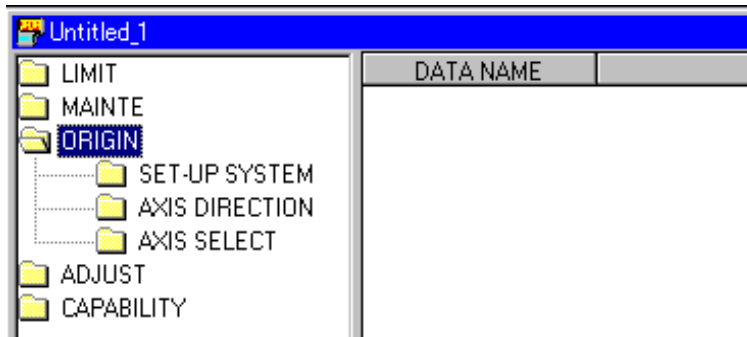 Untitled_1
LIMIT
MAINTE
ORIGIN
SET-UP SYSTEM
AXIS DIRECTION
AXIS SELECT
ADJUST
CAPABILITY
DATA NAME